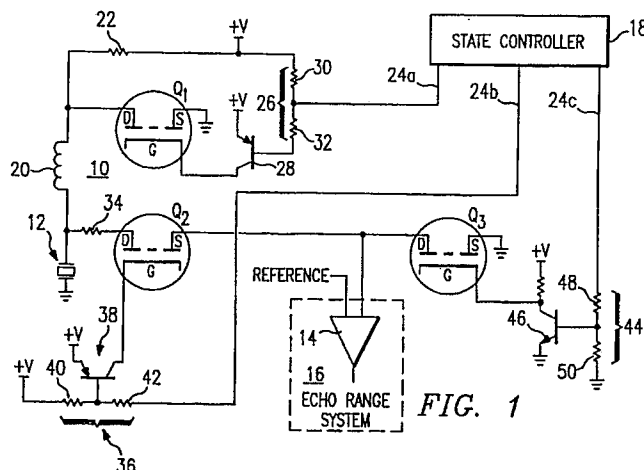 +V
22
18
STATE CONTROLLER
30
24a
24b
24c
26
Q1
+V
D
S
32
G
28
20
10
34
Q2
Q3
12
D
S
D
S
G
G
+V
REFERENCE
48
38
46
44
14
+V
50
+V
40
42
16
ECHO RANGE
SYSTEM
FIG. 1
36